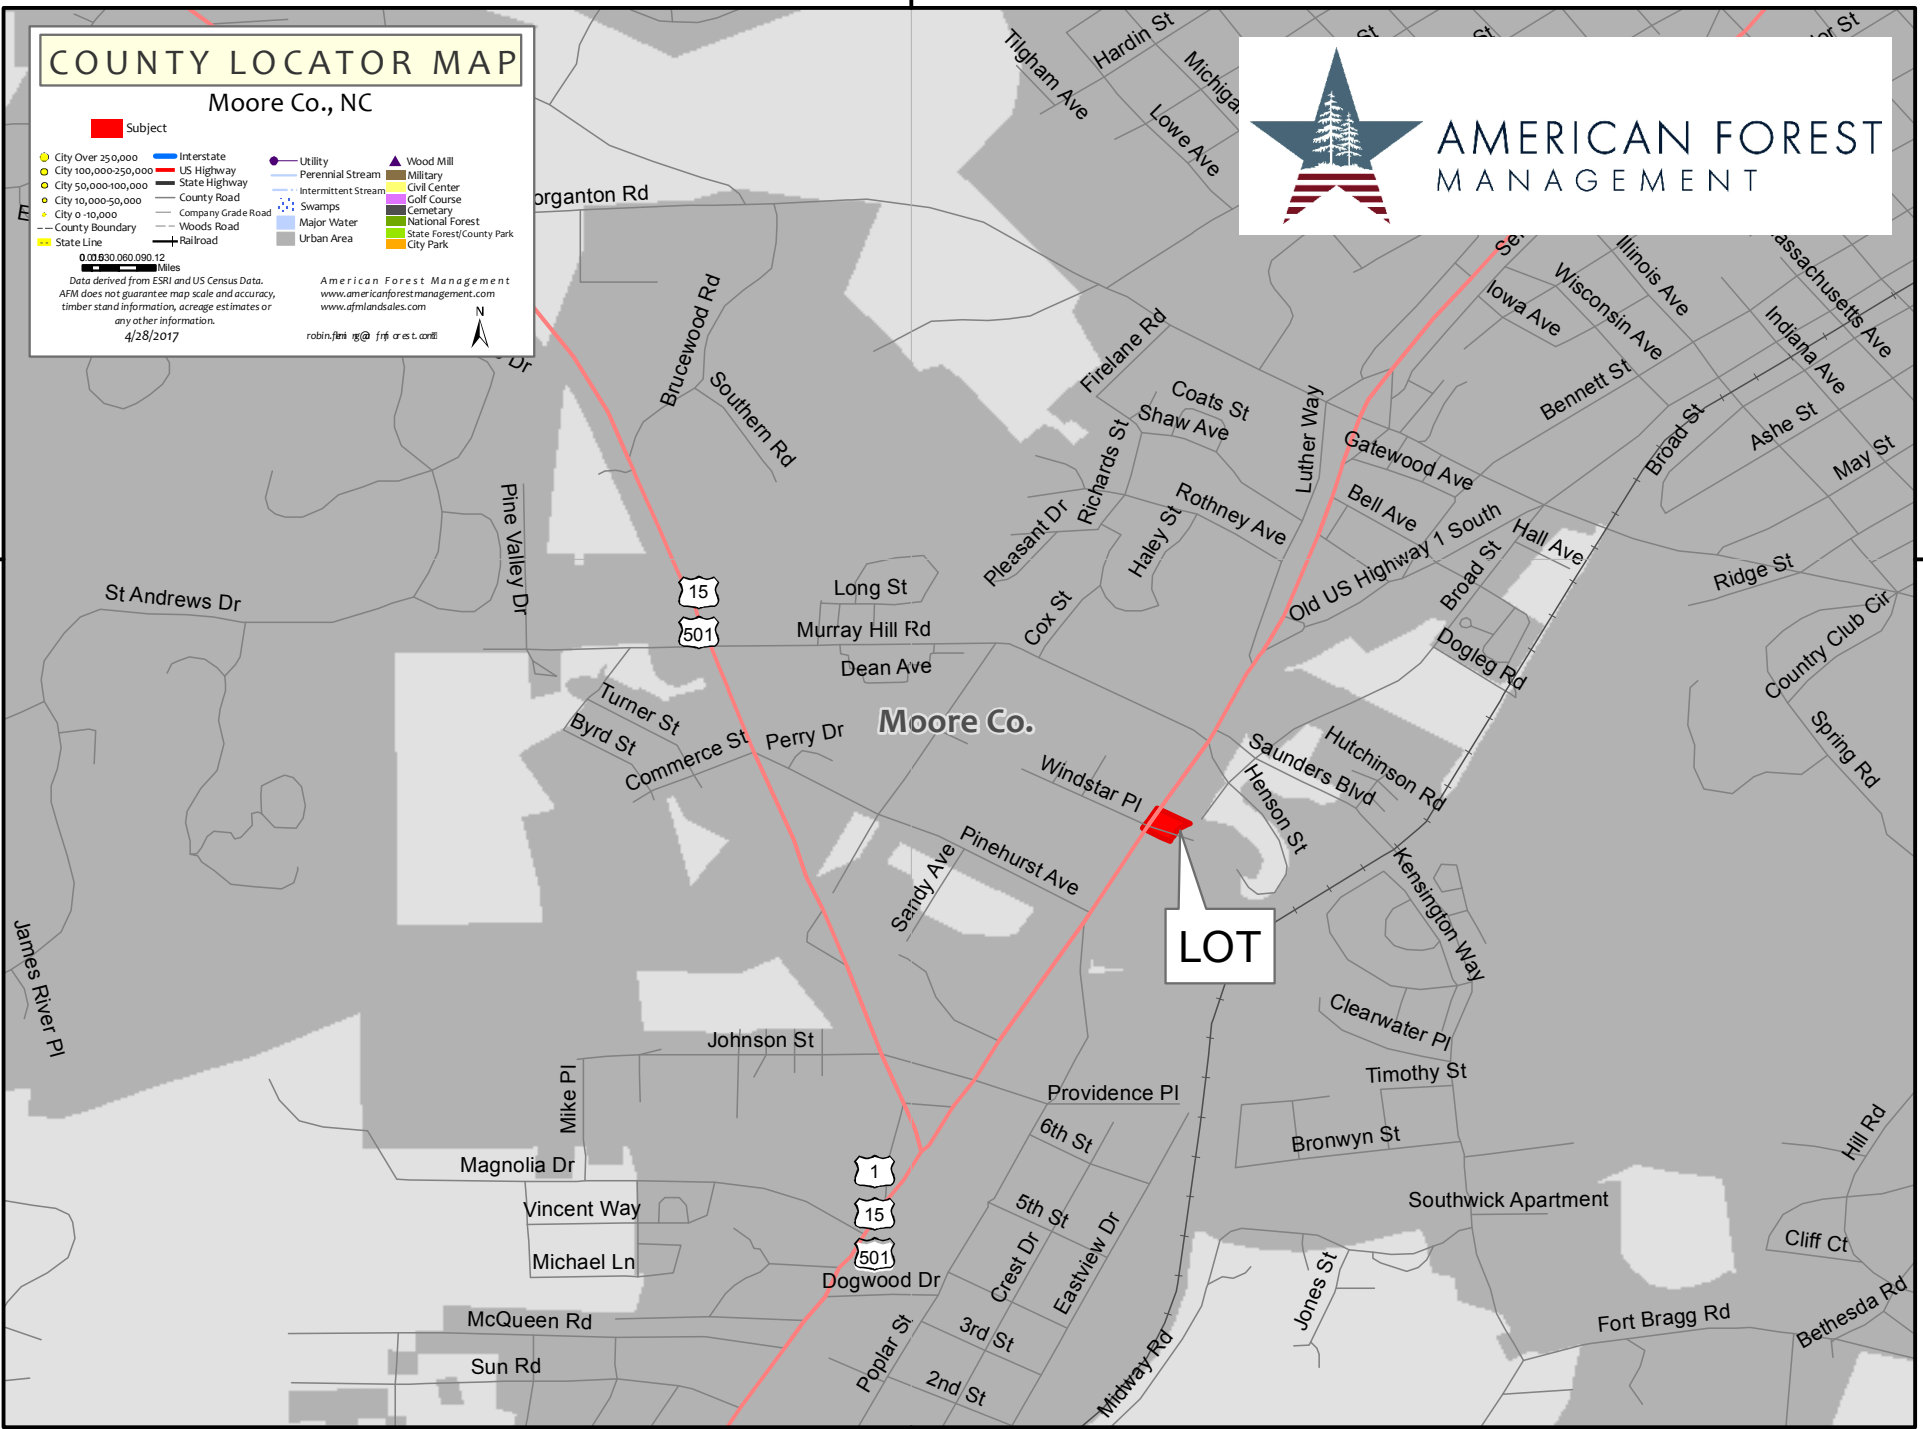 COUNTY LOCATOR MAP
Moore Co., NC
Subject
City Over 250,000
City 100,000-250,000
City 50,000-100,000
City 10,000-50,000
City 0 -10,000
County Boundary
State Line
Interstate
US Highway
State Highway
County Road
Company Grade Road
Woods Road
Railroad
Utility
Perennial Stream
Intermittent Stream
Swamps
Major Water
Urban Area
Wood Mill
Military
Civil Center
Golf Course
Cemetary
National Forest
State Forest/County Park
City Park
Miles
Data derived from ESRI and US Census Data.
AFM does not guarantee map scale and accuracy,
timber stand information, acreage estimates or
any other information.
4/28/2017
American Forest Management
www.americanforestmanagement.com
www.afmlandsales.com
N
AMERICAN FOREST
MANAGEMENT
Tilgham Ave
Hardin St
St
St
Lowe Ave
organton Rd
Dr
Brucewood Rd
Southern Rd
Firelane Rd
Coats St
Shaw Ave
Richards St
Luther Way
Iowa Ave
Wisconsin Ave
Illinois Ave
assachusetts Ave
Indiana Ave
Bennett St
Broad St
Ashe St
May St
Gatewood Ave
Bell Ave
Rothney Ave
Haley St
Pleasant Dr
Cox St
Old US Highway 1 South
Hall Ave
Broad St
Ridge St
Country Club Cir
Spring Rd
Dogleg Rd
Pine Valley Dr
St Andrews Dr
15
501
Long St
Murray Hill Rd
Dean Ave
Moore Co.
Turner St
Byrd St
Commerce St
Perry Dr
Windstar Pl
Saunders Blvd
Hutchinson Rd
Henson St
Pinehurst Ave
Sandy Ave
Kensington Way
LOT
James River Pl
Clearwater Pl
Timothy St
Johnson St
Mike Pl
Providence Pl
6th St
Bronwyn St
Hill Rd
Magnolia Dr
Vincent Way
Michael Ln
1
15
501
5th St
Crest Dr
Eastview Dr
Southwick Apartment
Cliff Ct
Dogwood Dr
Jones St
Fort Bragg Rd
Bethesda Rd
McQueen Rd
Sun Rd
3rd St
Poplar St
2nd St
Midway Rd